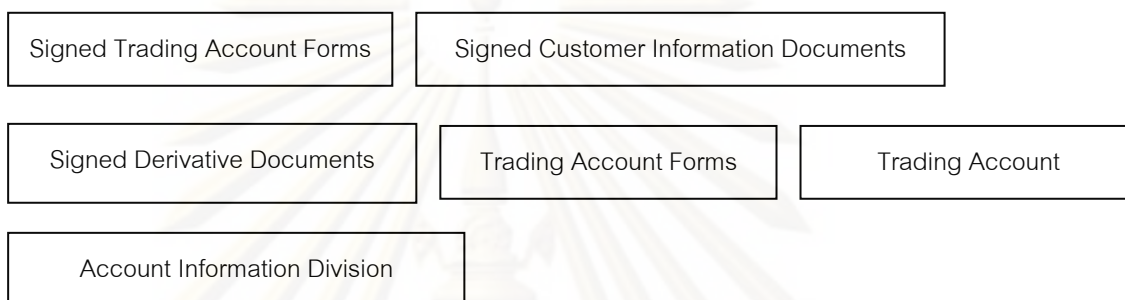 Signed Trading Account Forms
Signed Customer Information Documents
Signed Derivative Documents
Trading Account Forms
Trading Account
Account Information Division